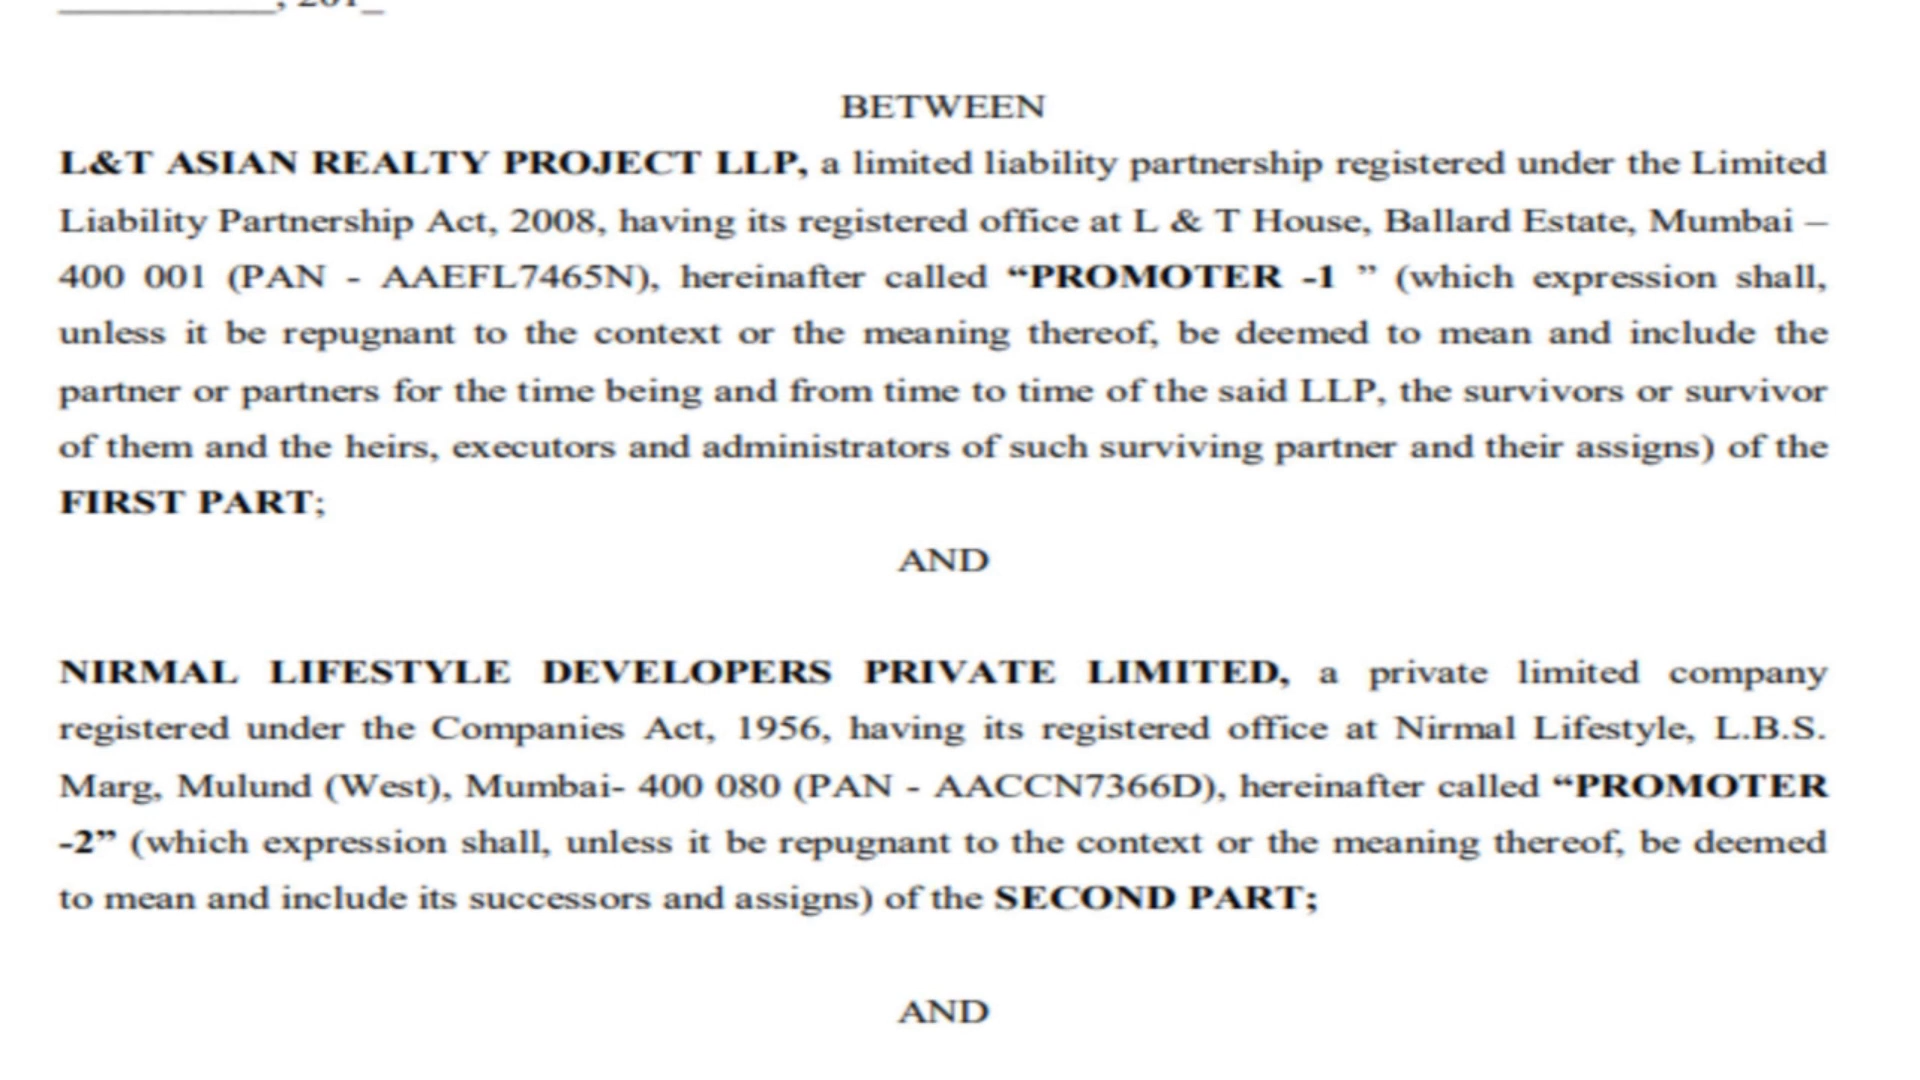 ____________, 201_
BETWEEN
L&T ASIAN REALTY PROJECT LLP, a limited liability partnership registered under the Limited
Liability Partnership Act, 2008, having its registered office at L & T House, Ballard Estate, Mumbai –
400 001 (PAN - AAEFL7465N), hereinafter called “PROMOTER -1 ” (which expression shall,
unless it be repugnant to the context or the meaning thereof, be deemed to mean and include the
partner or partners for the time being and from time to time of the said LLP, the survivors or survivor
of them and the heirs, executors and administrators of such surviving partner and their assigns) of the
FIRST PART;
AND
NIRMAL LIFESTYLE DEVELOPERS PRIVATE LIMITED, a private limited company
registered under the Companies Act, 1956, having its registered office at Nirmal Lifestyle, L.B.S.
Marg, Mulund (West), Mumbai- 400 080 (PAN - AACCN7366D), hereinafter called “PROMOTER
-2” (which expression shall, unless it be repugnant to the context or the meaning thereof, be deemed
to mean and include its successors and assigns) of the SECOND PART;
AND